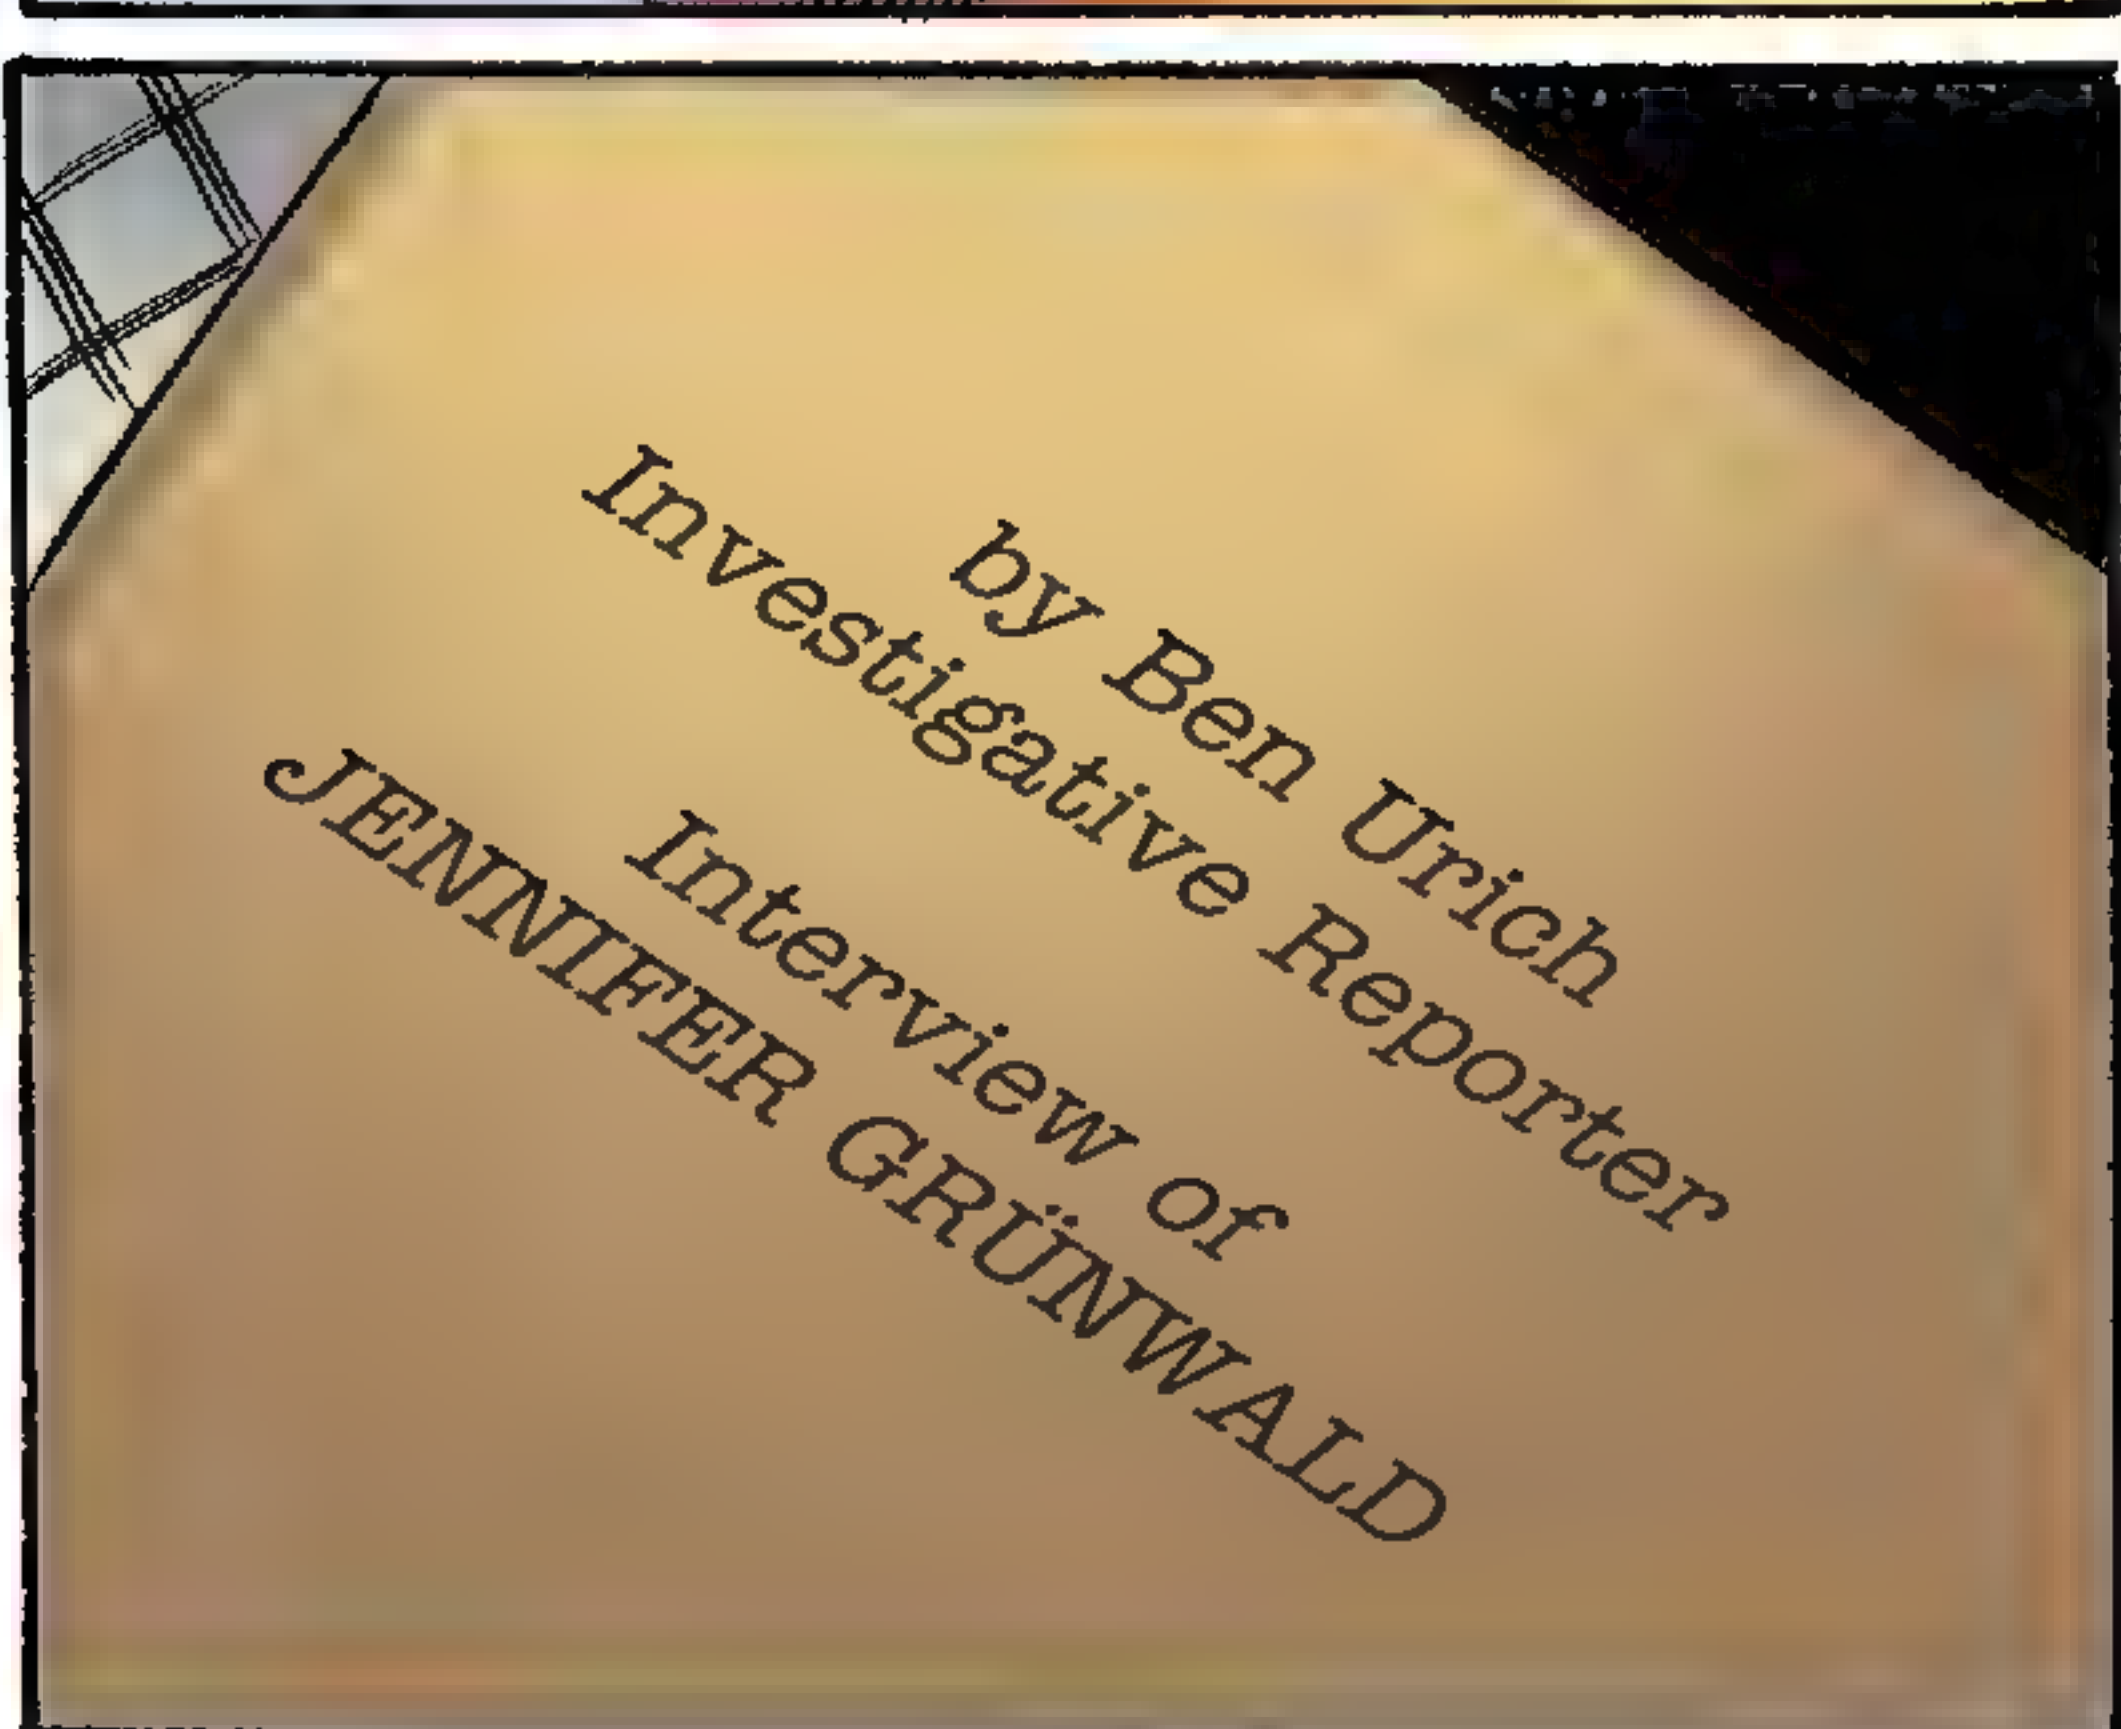 by Ben Urich
Investigative Reporter
Interview of
JENNIFER GRÜNWALD